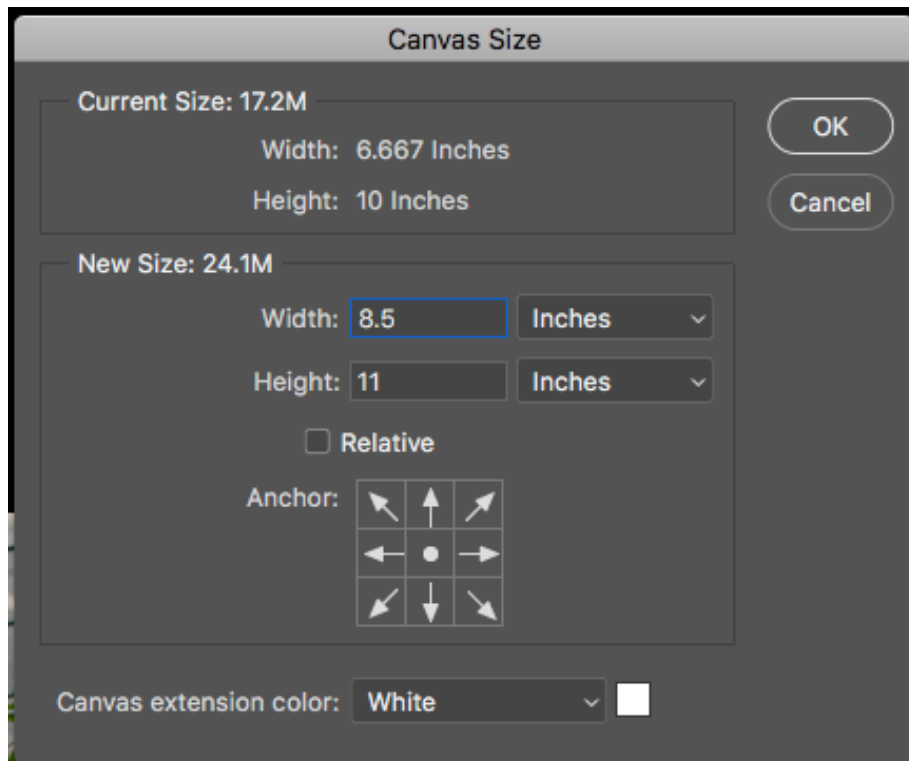 Canvas Size
Current Size: 17.2M
OK
Width: 6.667 Inches
Height: 10 Inches
Cancel
New Size: 24.1M
Width: 8.5 Inches
Height: 11 Inches
Relative
Anchor:
Canvas extension color: White